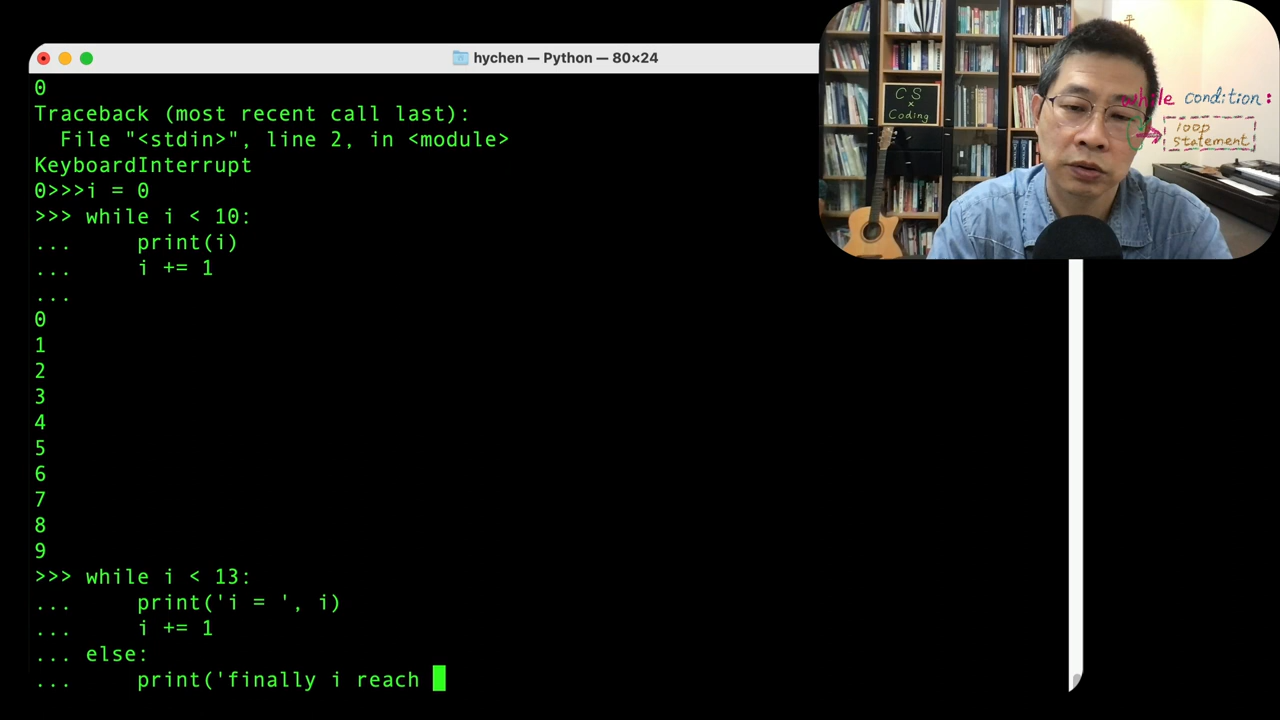 hychen — Python — 80×24
0
Traceback (most recent call last):
  File "<stdin>", line 2, in <module>
KeyboardInterrupt
0>>>i = 0
>>> while i < 10:
...     print(i)
...     i += 1
...
0
1
2
3
4
5
6
7
8
9
>>> while i < 13:
...     print('i = ', i)
...     i += 1
... else:
...     print('finally i reach
CS
x
Coding
while condition:
loop
statement